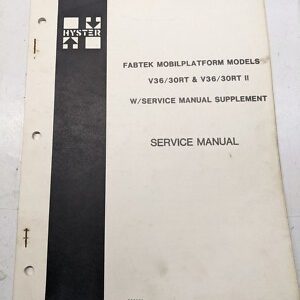 HYSTER
FABTEK MOBILPLATFORM MODELS
V36/30RT & V36/30RT II
W/SERVICE MANUAL SUPPLEMENT
SERVICE MANUAL